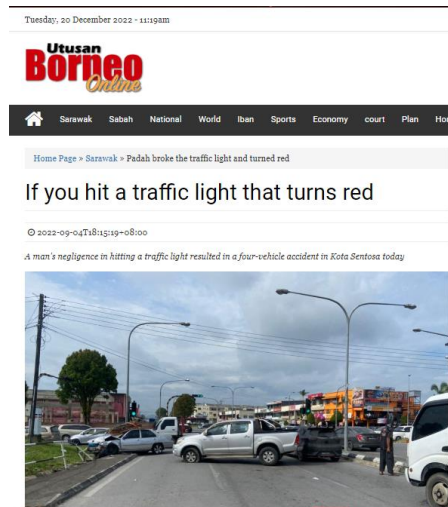 Tuesday, 20 December 2022 - 11:19am
Utusan
Borneo
Online
Sarawak Sabah National World Iban Sports Economy court Plan
Home Page » Sarawak » Padah broke the traffic light and turned red
If you hit a traffic light that turns red
2022-09-04T18:15:19+08:00
A man's negligence in hitting a traffic light resulted in a four-vehicle accident in Kota Sentosa today